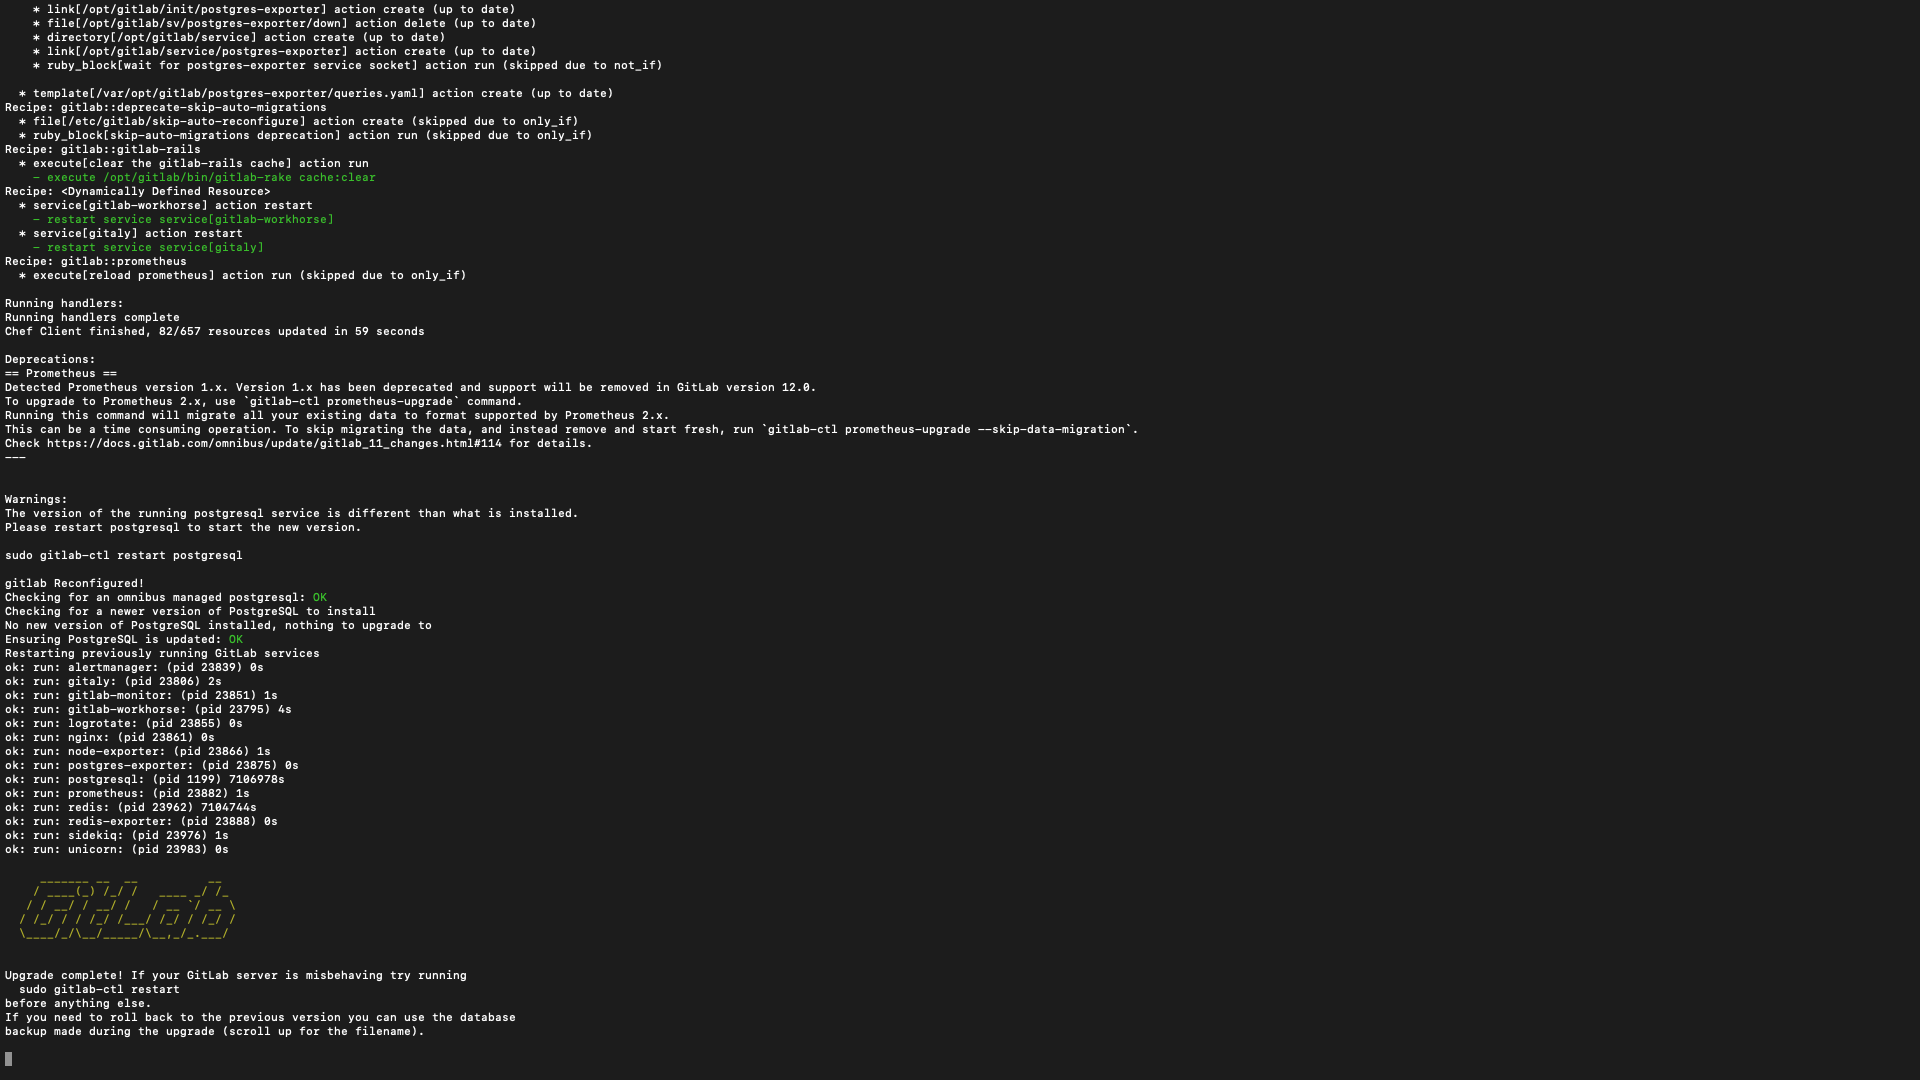 * link[/opt/gitlab/init/postgres-exporter] action create (up to date)
    * file[/opt/gitlab/sv/postgres-exporter/down] action delete (up to date)
    * directory[/opt/gitlab/service] action create (up to date)
    * link[/opt/gitlab/service/postgres-exporter] action create (up to date)
    * ruby_block[wait for postgres-exporter service socket] action run (skipped due to not_if)

  * template[/var/opt/gitlab/postgres-exporter/queries.yaml] action create (up to date)
Recipe: gitlab::deprecate-skip-auto-migrations
  * file[/etc/gitlab/skip-auto-reconfigure] action create (skipped due to only_if)
  * ruby_block[skip-auto-migrations deprecation] action run (skipped due to only_if)
Recipe: gitlab::gitlab-rails
  * execute[clear the gitlab-rails cache] action run
    - execute /opt/gitlab/bin/gitlab-rake cache:clear
Recipe: <Dynamically Defined Resource>
  * service[gitlab-workhorse] action restart
    - restart service service[gitlab-workhorse]
  * service[gitaly] action restart
    - restart service service[gitaly]
Recipe: gitlab::prometheus
  * execute[reload prometheus] action run (skipped due to only_if)

Running handlers:
Running handlers complete
Chef Client finished, 82/657 resources updated in 59 seconds

Deprecations:
== Prometheus ==
Detected Prometheus version 1.x. Version 1.x has been deprecated and support will be removed in GitLab version 12.0.
To upgrade to Prometheus 2.x, use `gitlab-ctl prometheus-upgrade` command.
Running this command will migrate all your existing data to format supported by Prometheus 2.x.
This can be a time consuming operation. To skip migrating the data, and instead remove and start fresh, run `gitlab-ctl prometheus-upgrade --skip-data-migration`.
Check https://docs.gitlab.com/omnibus/update/gitlab_11_changes.html#114 for details.
---

Warnings:
The version of the running postgresql service is different than what is installed.
Please restart postgresql to start the new version.

sudo gitlab-ctl restart postgresql

gitlab Reconfigured!
Checking for an omnibus managed postgresql: OK
Checking for a newer version of PostgreSQL to install
No new version of PostgreSQL installed, nothing to upgrade to
Ensuring PostgreSQL is updated: OK
Restarting previously running GitLab services
ok: run: alertmanager: (pid 23839) 0s
ok: run: gitaly: (pid 23806) 2s
ok: run: gitlab-monitor: (pid 23851) 1s
ok: run: gitlab-workhorse: (pid 23795) 4s
ok: run: logrotate: (pid 23855) 0s
ok: run: nginx: (pid 23861) 0s
ok: run: node-exporter: (pid 23866) 1s
ok: run: postgres-exporter: (pid 23875) 0s
ok: run: postgresql: (pid 1199) 7106978s
ok: run: prometheus: (pid 23882) 1s
ok: run: redis: (pid 23962) 7104744s
ok: run: redis-exporter: (pid 23888) 0s
ok: run: sidekiq: (pid 23976) 1s
ok: run: unicorn: (pid 23983) 0s

GitLab

Upgrade complete! If your GitLab server is misbehaving try running
  sudo gitlab-ctl restart
before anything else.
If you need to roll back to the previous version you can use the database
backup made during the upgrade (scroll up for the filename).